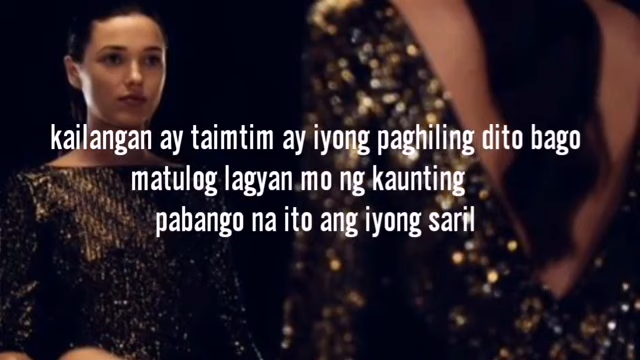 kailangan ay taimtim ay iyong paghiling dito bago
matulog lagyan mo ng kaunting
pabango na ito ang iyong saril